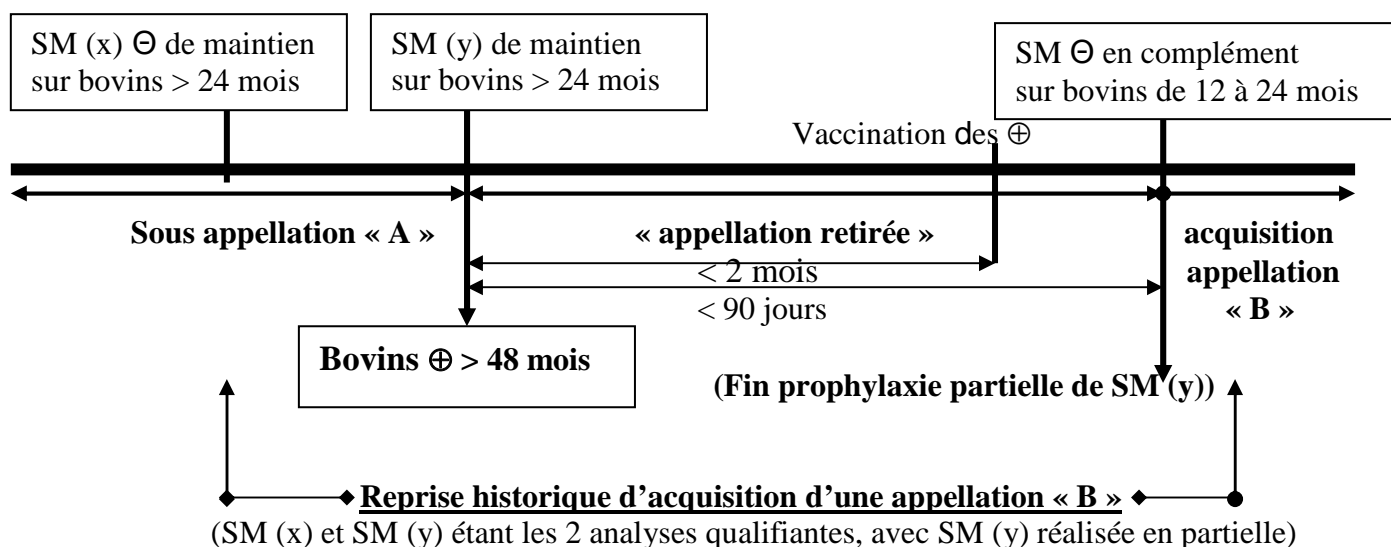 SM (x) Θ de maintien
sur bovins > 24 mois
SM (y) de maintien
sur bovins > 24 mois
SM Θ en complément
sur bovins de 12 à 24 mois
Vaccination des ⊕
Sous appellation « A »
« appellation retirée »
acquisition
appellation
« B »
< 2 mois
< 90 jours
Bovins ⊕ > 48 mois
(Fin prophylaxie partielle de SM (y))
Reprise historique d’acquisition d’une appellation « B »
(SM (x) et SM (y) étant les 2 analyses qualifiantes, avec SM (y) réalisée en partielle)